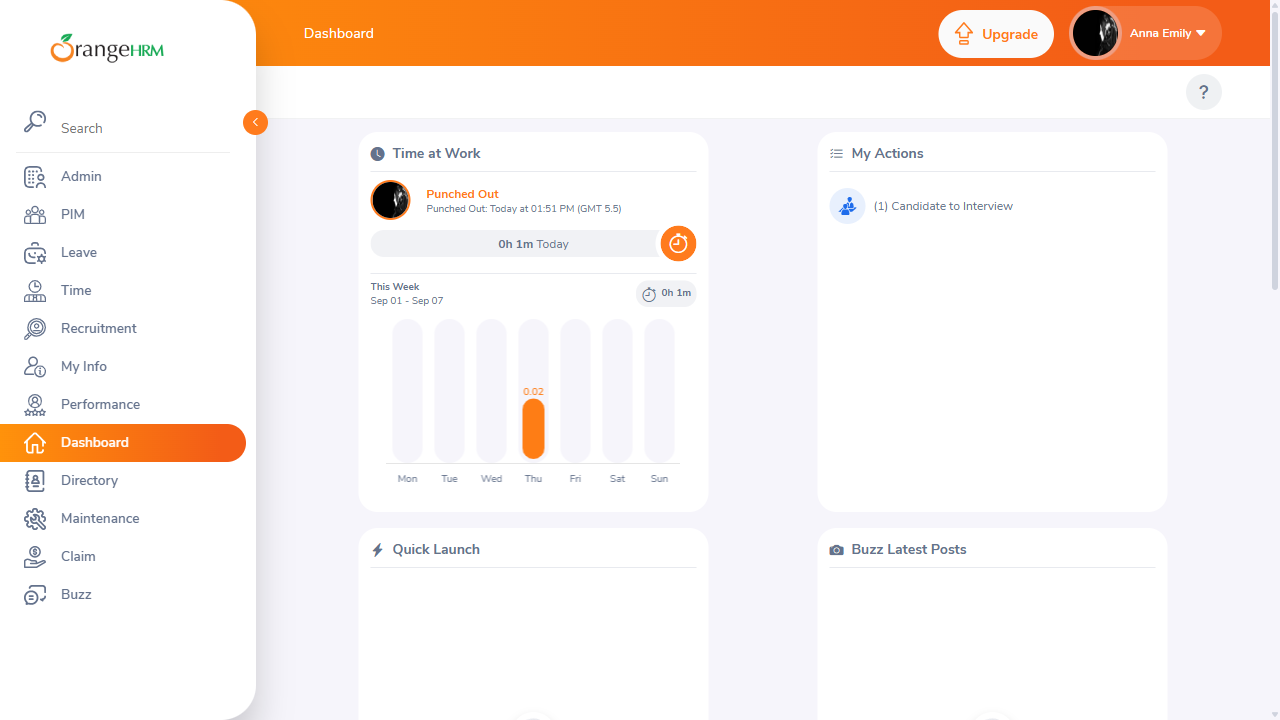 OrangeHRM
Search
Admin
PIM
Leave
Time
Recruitment
My Info
Performance
Dashboard
Directory
Maintenance
Claim
Buzz
Dashboard
Upgrade
Anna Emily
?
Time at Work
Punched Out
Punched Out: Today at 01:51 PM (GMT 5.5)
0h 1m Today
This Week
Sep 01 - Sep 07
0h 1m
0.02
Mon Tue Wed Thu Fri Sat Sun
My Actions
(1) Candidate to Interview
Quick Launch
Buzz Latest Posts